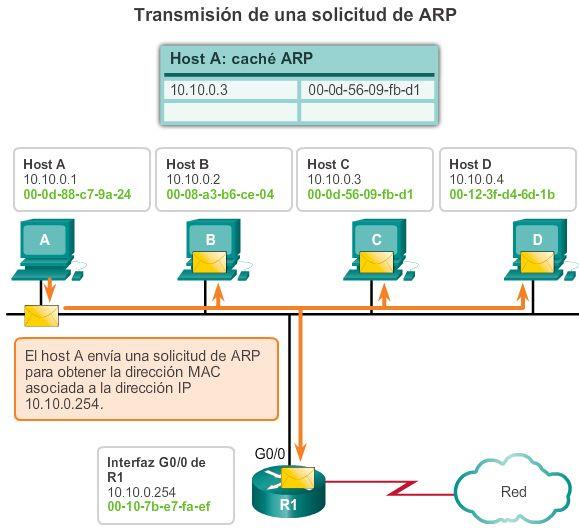 Transmisión de una solicitud de ARP
Host A: caché ARP
10.10.0.3 00-0d-56-09-fb-d1
Host A
10.10.0.1
00-0d-88-c7-9a-24
Host B
10.10.0.2
00-08-a3-b6-ce-04
Host C
10.10.0.3
00-0d-56-09-fb-d1
Host D
10.10.0.4
00-12-3f-d4-6d-1b
A
B
C
D
El host A envía una solicitud de ARP
para obtener la dirección MAC
asociada a la dirección IP
10.10.0.254.
Interfaz G0/0 de
R1
10.10.0.254
00-10-7b-e7-fa-ef
G0/0
R1
Red